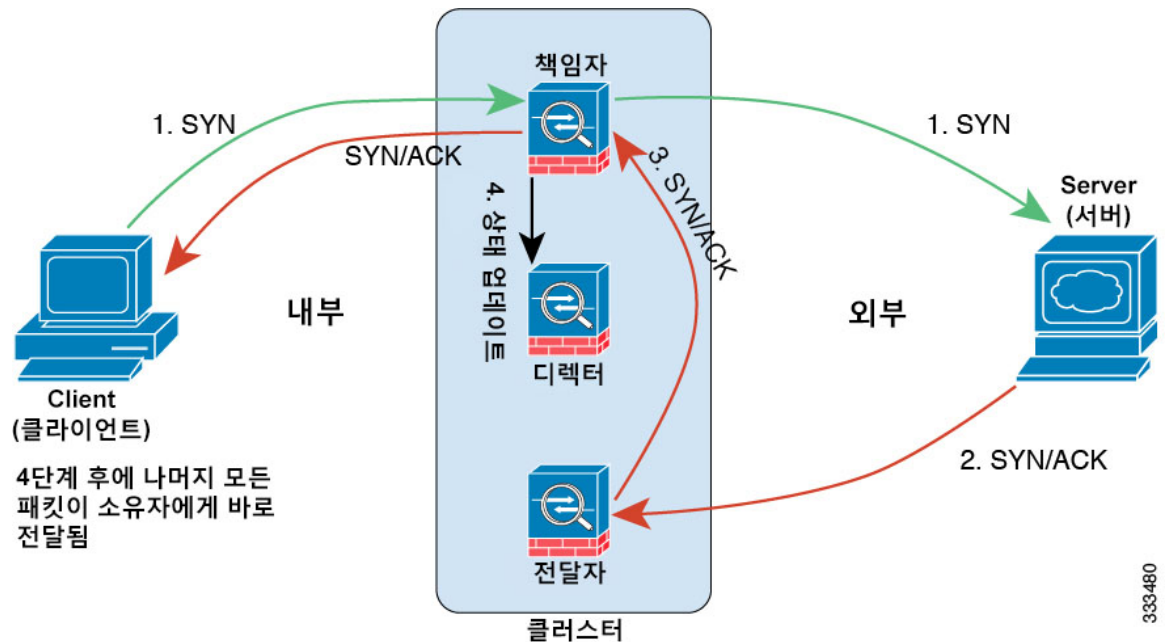 책임자
1. SYN
1. SYN
SYN/ACK
3. SYN/ACK
4. 상태 업데이트
Server
(서버)
내부
외부
디렉터
Client
(클라이언트)
2. SYN/ACK
4단계 후에 나머지 모든
패킷이 소유자에게 바로
전달됨
전달자
클러스터
333480